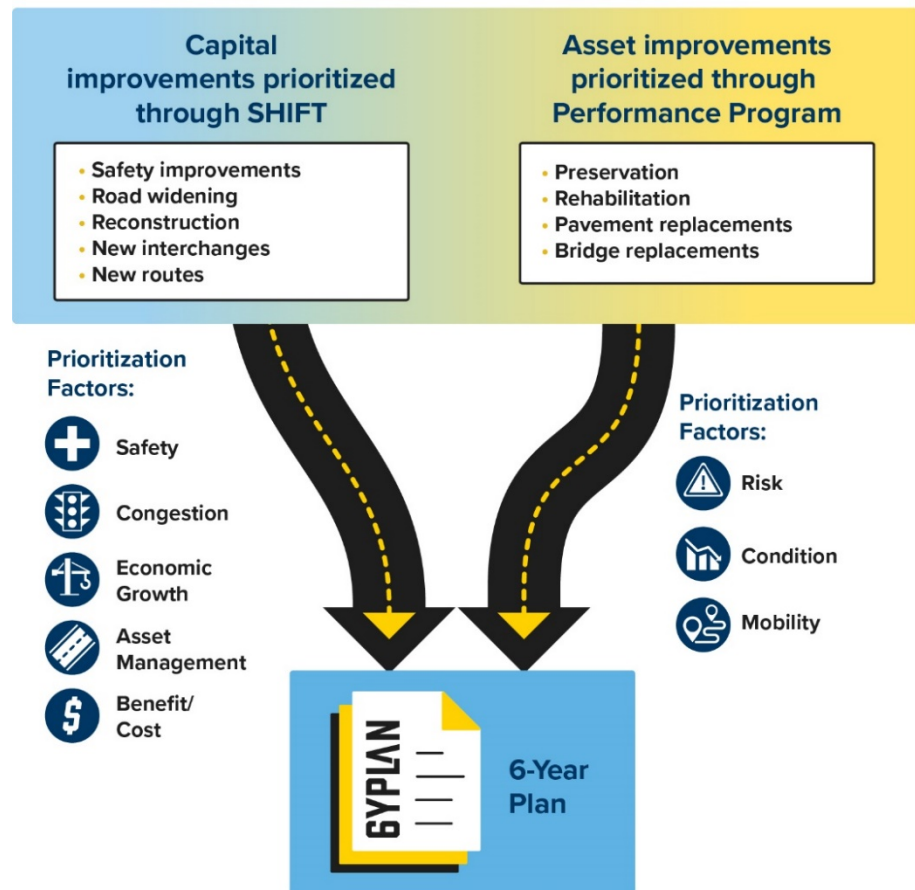 Capital
improvements prioritized
through SHIFT
• Safety improvements
• Road widening
• Reconstruction
• New interchanges
• New routes
Asset improvements
prioritized through
Performance Program
• Preservation
• Rehabilitation
• Pavement replacements
• Bridge replacements
Prioritization
Factors:
Safety
Congestion
Economic
Growth
Asset
Management
$
Benefit/
Cost
Prioritization
Factors:
Risk
Condition
Mobility
6YPLAN
6-Year
Plan